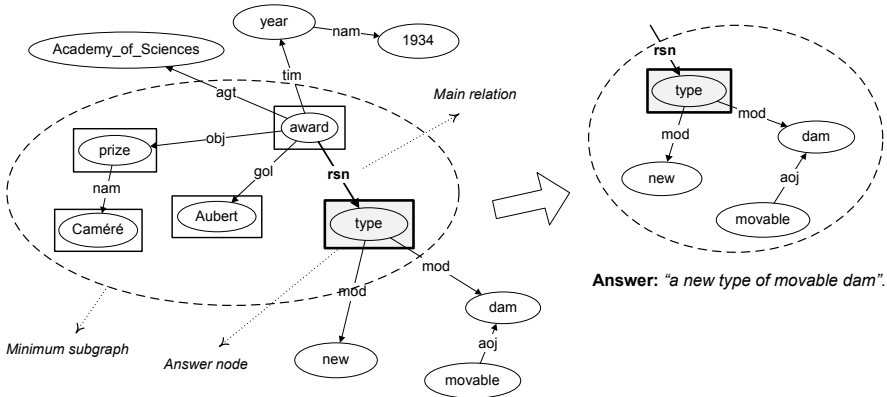 year
nam
1934
Academy_of_Sciences
tim
agt
Main relation
award
obj
prize
gol
rsn
nam
Aubert
Caméré
type
mod
mod
dam
Minimum subgraph
Answer node
new
aoj
movable
rsn
type
mod
mod
dam
new
aoj
movable
Answer: “a new type of movable dam”.